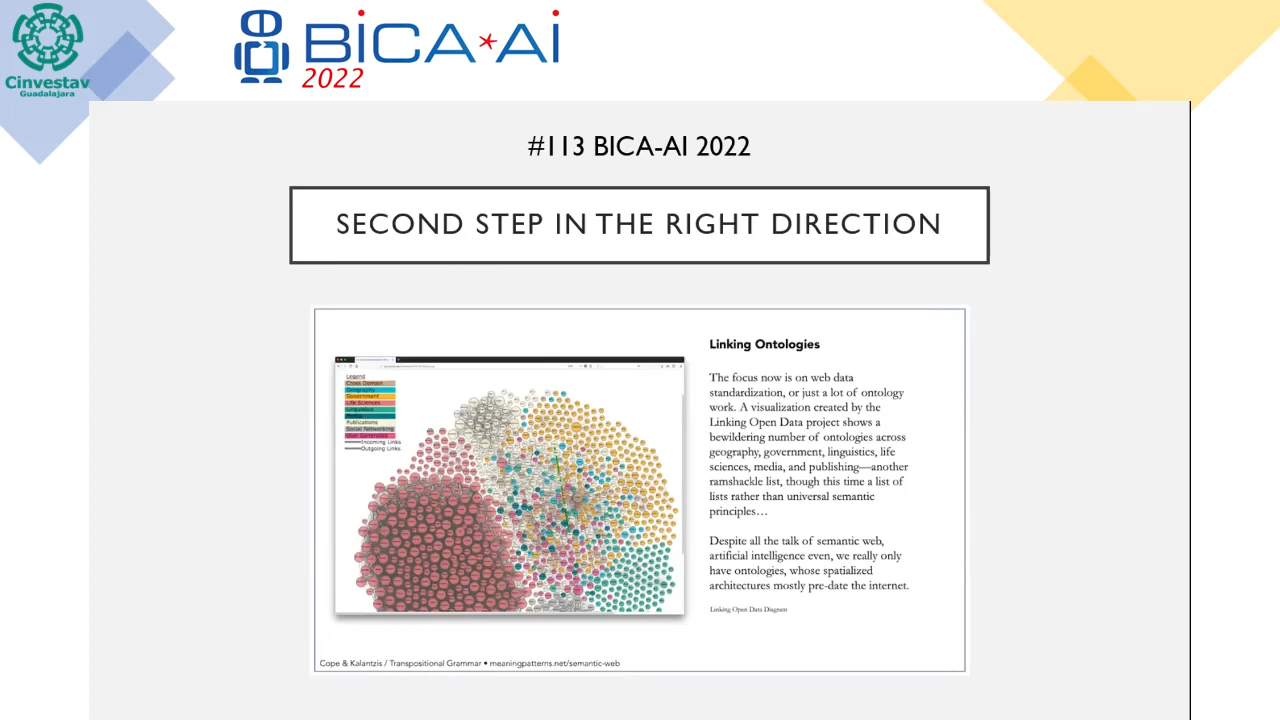 Cinvestav
Guadalajara
BiCA*Ai
2022
#113 BICA-AI 2022
SECOND STEP IN THE RIGHT DIRECTION
Legend
Cross Domain
Geography
Government
Life Sciences
Linguistics
Media
Publications
Social Networking
User Generated
Incoming Links
Outgoing Links
Linking Ontologies
The focus now is on web data
standardization, or just a lot of ontology
work. A visualization created by the
Linking Open Data project shows a
bewildering number of ontologies across
geography, government, linguistics, life
sciences, media, and publishing—another
ramshackle list, though this time a list of
lists rather than universal semantic
principles…
Despite all the talk of semantic web,
artificial intelligence even, we really only
have ontologies, whose spatialized
architectures mostly pre-date the internet.
Linking Open Data Diagram
Cope & Kalantzis / Transpositional Grammar • meaningpatterns.net/semantic-web